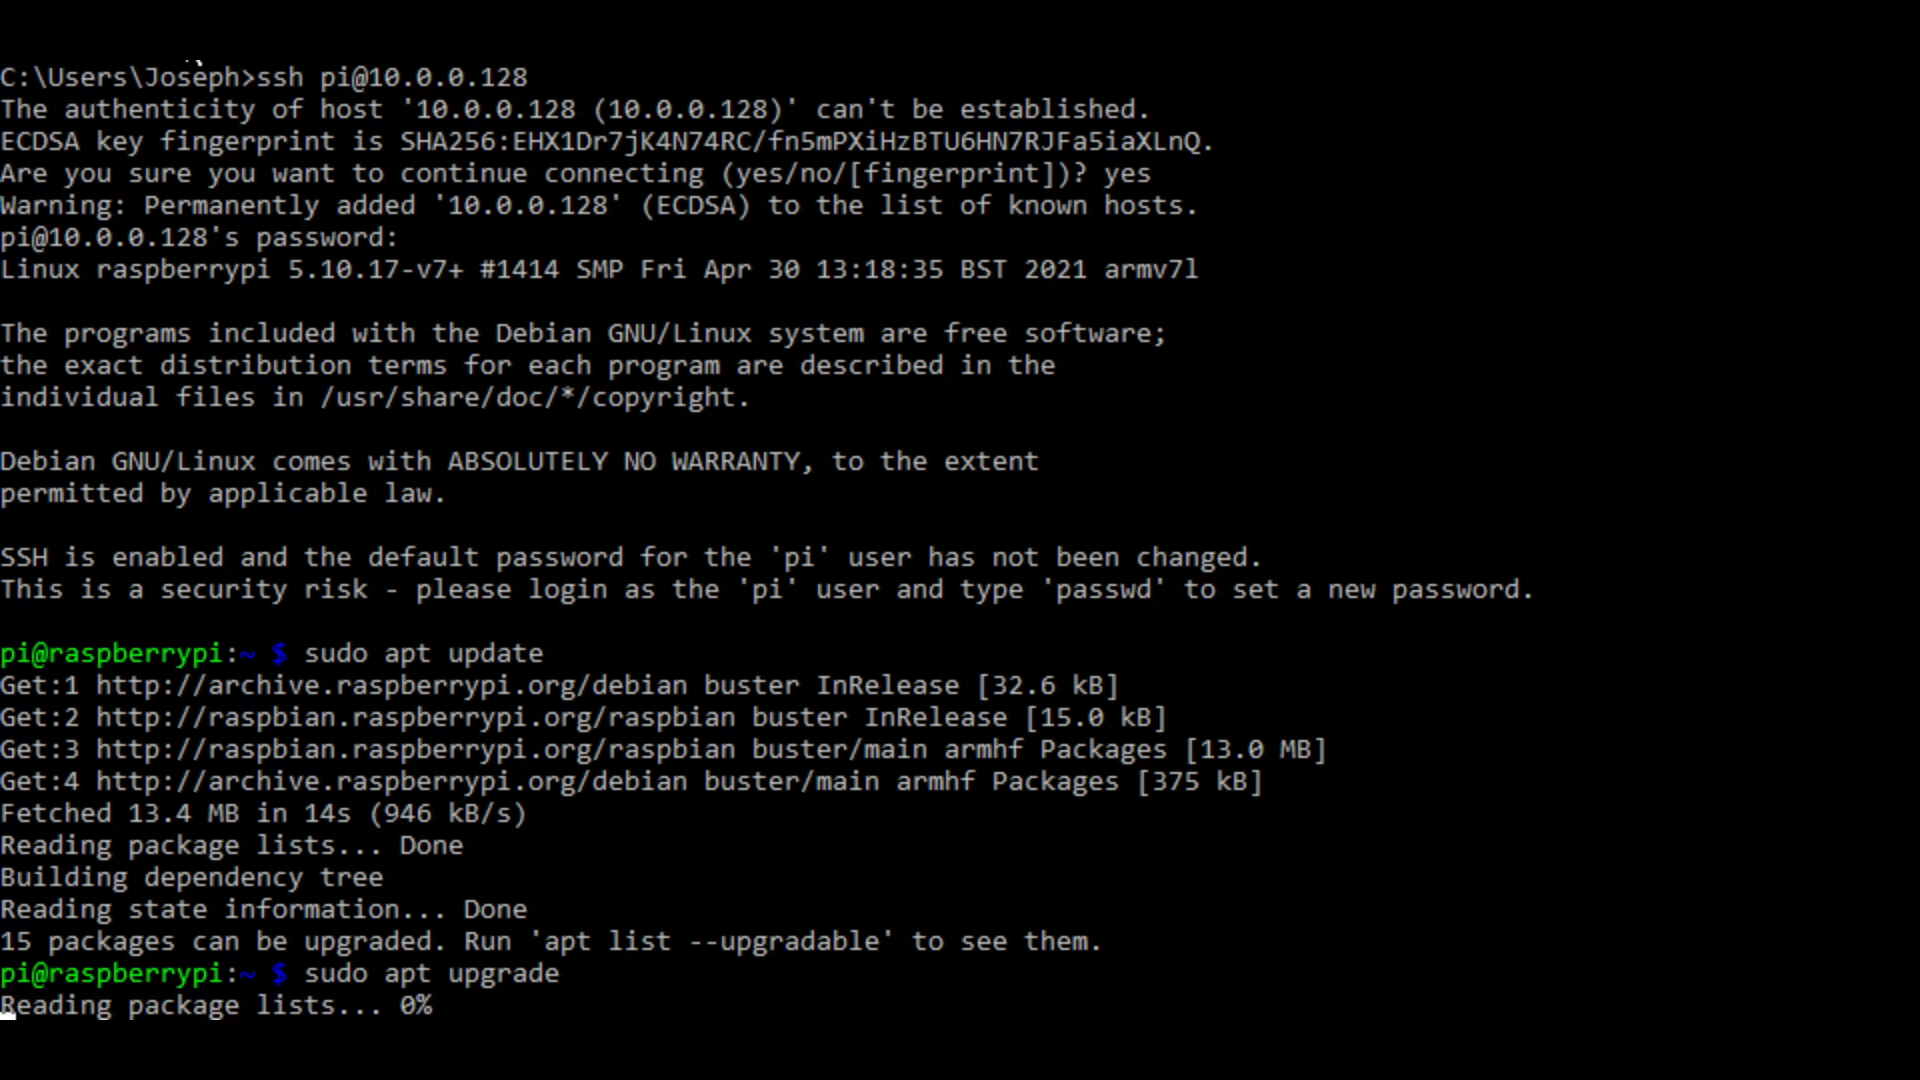 C:\Users\Joseph>ssh pi@10.0.0.128
The authenticity of host '10.0.0.128 (10.0.0.128)' can't be established.
ECDSA key fingerprint is SHA256:EHX1Dr7jK4N74RC/fn5mPXiHzBTU6HN7RJFa5iaXLnQ.
Are you sure you want to continue connecting (yes/no/[fingerprint])? yes
Warning: Permanently added '10.0.0.128' (ECDSA) to the list of known hosts.
pi@10.0.0.128's password:
Linux raspberrypi 5.10.17-v7+ #1414 SMP Fri Apr 30 13:18:35 BST 2021 armv7l
The programs included with the Debian GNU/Linux system are free software;
the exact distribution terms for each program are described in the
individual files in /usr/share/doc/*/copyright.
Debian GNU/Linux comes with ABSOLUTELY NO WARRANTY, to the extent
permitted by applicable law.
SSH is enabled and the default password for the 'pi' user has not been changed.
This is a security risk - please login as the 'pi' user and type 'passwd' to set a new password.
pi@raspberrypi:~ $ sudo apt update
Get:1 http://archive.raspberrypi.org/debian buster InRelease [32.6 kB]
Get:2 http://raspbian.raspberrypi.org/raspbian buster InRelease [15.0 kB]
Get:3 http://raspbian.raspberrypi.org/raspbian buster/main armhf Packages [13.0 MB]
Get:4 http://archive.raspberrypi.org/debian buster/main armhf Packages [375 kB]
Fetched 13.4 MB in 14s (946 kB/s)
Reading package lists... Done
Building dependency tree
Reading state information... Done
15 packages can be upgraded. Run 'apt list --upgradable' to see them.
pi@raspberrypi:~ $ sudo apt upgrade
Reading package lists... 0%